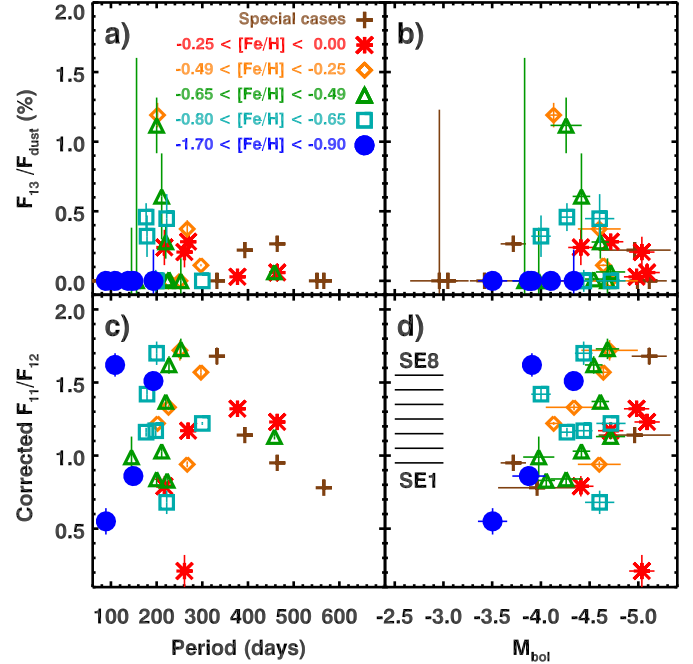 2.0
a)
Special cases
b)
-0.25 < [Fe/H] < 0.00
-0.49 < [Fe/H] < -0.25
1.5
-0.65 < [Fe/H] < -0.49
-0.80 < [Fe/H] < -0.65
-1.70 < [Fe/H] < -0.90
1.0
0.5
0.0
F13/Fdust (%)
2.0
c)
d)
SE8
1.5
1.0
SE1
0.5
Corrected F11/F12
100 200 300 400 500 600
-2.5 -3.0 -3.5 -4.0 -4.5 -5.0
Period (days)
Mbol